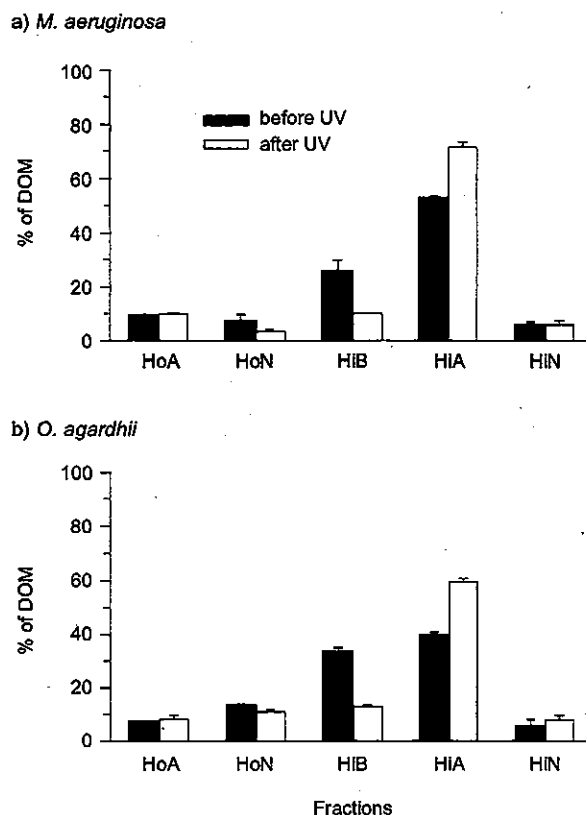 a) M. aeruginosa
100
80
60
40
20
0
% of DOM
before UV
after UV
HoA HoN HiB HiA HiN
b) O. agardhii
100
80
60
40
20
0
% of DOM
HoA HoN HiB HiA HiN
Fractions